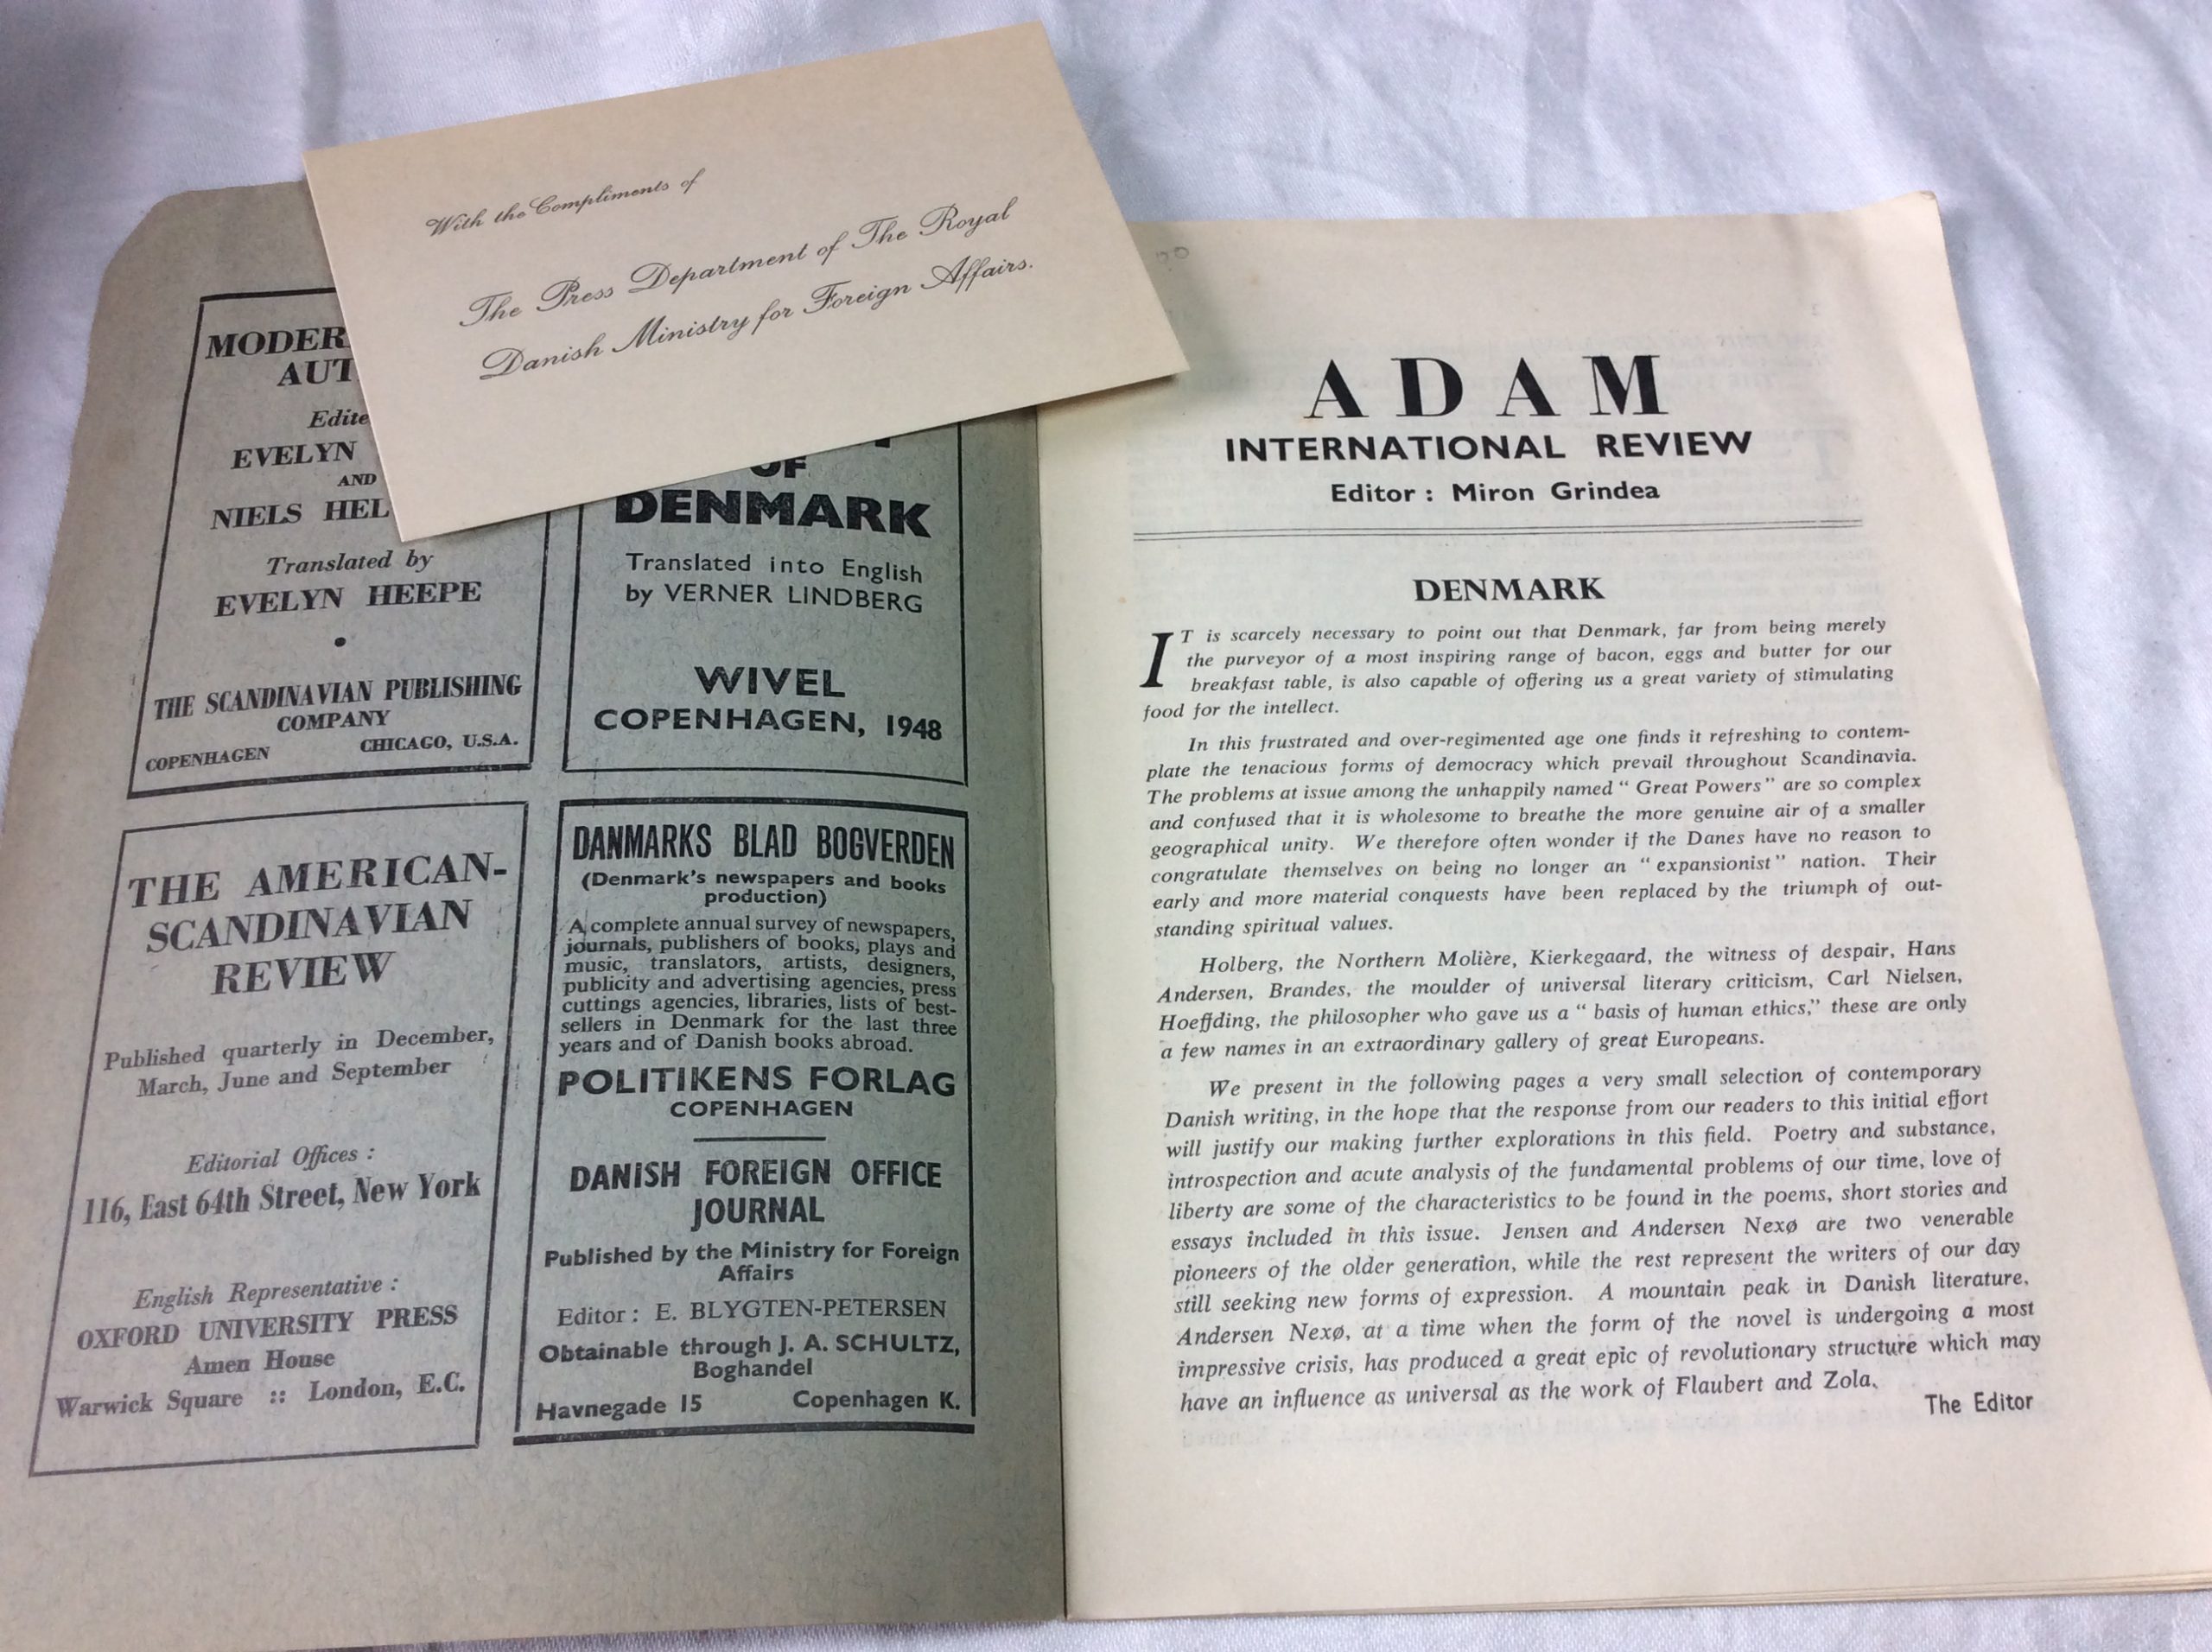 With the Compliments of
The Press Department of The Royal
Danish Ministry for Foreign Affairs.
AUT
EVELYN
AND
NIELS HEL
Translated by
EVELYN HEEPE
•
THE SCANDINAVIAN PUBLISHING
COMPANY
COPENHAGEN CHICAGO, U.S.A.
OF
DENMARK
Translated into English
by VERNER LINDBERG
WIVEL
COPENHAGEN, 1948
THE AMERICAN-
SCANDINAVIAN
REVIEW
Published quarterly in December,
March, June and September
Editorial Offices :
116, East 64th Street, New York
English Representative :
OXFORD UNIVERSITY PRESS
Amen House
Warwick Square :: London, E.C.
DANMARKS BLAD BOGVERDEN
(Denmark's newspapers and books
production)
A complete annual survey of newspapers,
journals, publishers of books, plays and
music, translators, artists, designers,
publicity and advertising agencies, press
cuttings agencies, libraries, lists of best-
sellers in Denmark for the last three
years and of Danish books abroad.
POLITIKENS FORLAG
COPENHAGEN
DANISH FOREIGN OFFICE
JOURNAL
Published by the Ministry for Foreign
Affairs
Editor : E. BLYGTEN-PETERSEN
Obtainable through J. A. SCHULTZ,
Boghandel
Havnegade 15 Copenhagen K.
ADAM
INTERNATIONAL REVIEW
Editor : Miron Grindea
DENMARK
IT is scarcely necessary to point out that Denmark, far from being merely
the purveyor of a most inspiring range of bacon, eggs and butter for our
breakfast table, is also capable of offering us a great variety of stimulating
food for the intellect.
In this frustrated and over-regimented age one finds it refreshing to contem-
plate the tenacious forms of democracy which prevail throughout Scandinavia.
The problems at issue among the unhappily named " Great Powers " are so complex
and confused that it is wholesome to breathe the more genuine air of a smaller
geographical unity. We therefore often wonder if the Danes have no reason to
congratulate themselves on being no longer an " expansionist " nation. Their
early and more material conquests have been replaced by the triumph of out-
standing spiritual values.
Holberg, the Northern Molière, Kierkegaard, the witness of despair, Hans
Andersen, Brandes, the moulder of universal literary criticism, Carl Nielsen,
Hoeffding, the philosopher who gave us a " basis of human ethics," these are only
a few names in an extraordinary gallery of great Europeans.
We present in the following pages a very small selection of contemporary
Danish writing, in the hope that the response from our readers to this initial effort
will justify our making further explorations in this field. Poetry and substance,
introspection and acute analysis of the fundamental problems of our time, love of
liberty are some of the characteristics to be found in the poems, short stories and
essays included in this issue. Jensen and Andersen Nexø are two venerable
pioneers of the older generation, while the rest represent the writers of our day
still seeking new forms of expression. A mountain peak in Danish literature,
Andersen Nexø, at a time when the form of the novel is undergoing a most
impressive crisis, has produced a great epic of revolutionary structure which may
have an influence as universal as the work of Flaubert and Zola.
The Editor